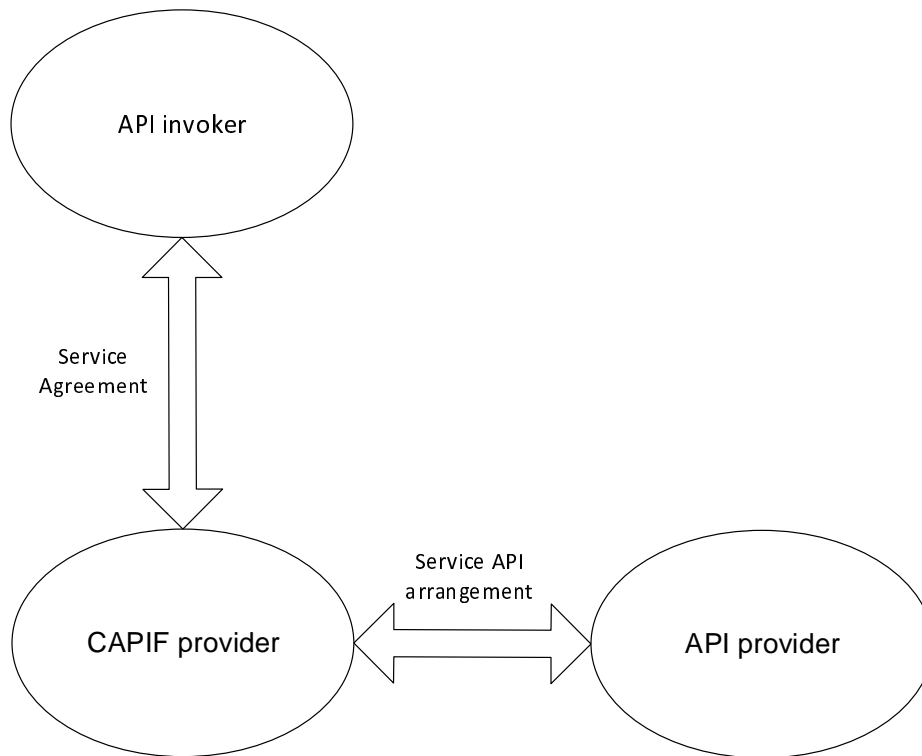 API invoker
Service
Agreement
Service API
arrangement
CAPIF provider
API provider